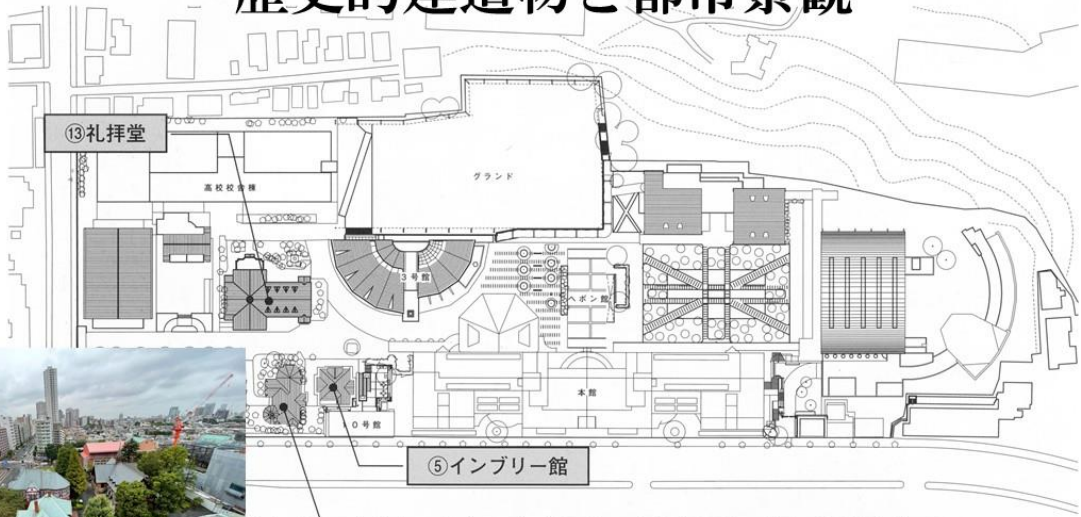 歴史的建造物と都市景観
⑬礼拝堂
高校校舎棟
グランド
3号館
ヘボン館
本館
10号館
⑤インブリー館